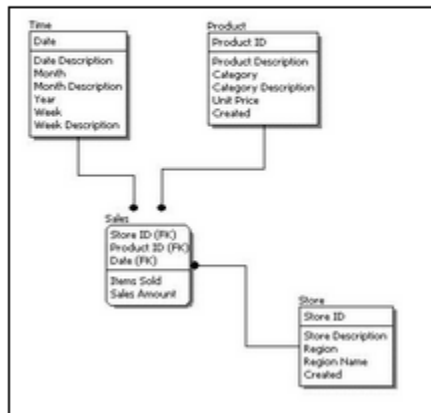 Time
Date
Date Description
Month
Month Description
Year
Week
Week Description
Product
Product ID
Product Description
Category
Category Description
Unit Price
Created
Sales
Store ID (FK)
Product ID (FK)
Date (FK)
Items Sold
Sales Amount
Store
Store ID
Store Description
Region
Region Name
Created